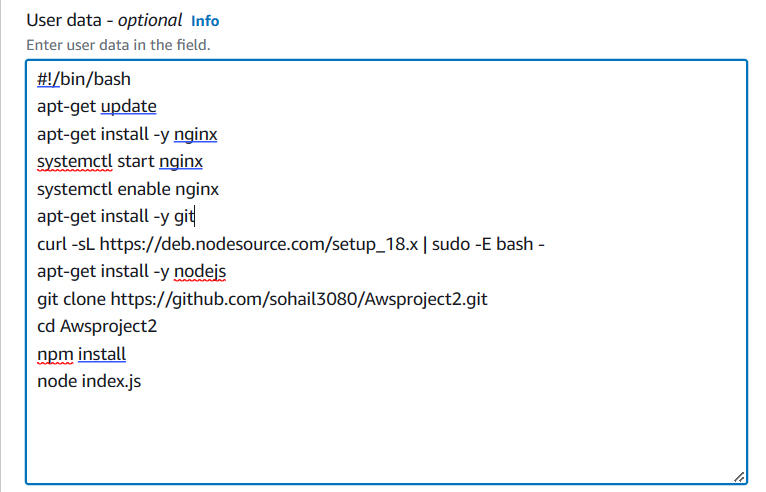 User data - optional Info
Enter user data in the field.
#!/bin/bash
apt-get update
apt-get install -y nginx
systemctl start nginx
systemctl enable nginx
apt-get install -y git
curl -sL https://deb.nodesource.com/setup_18.x | sudo -E bash -
apt-get install -y nodejs
git clone https://github.com/sohail3080/Awsproject2.git
cd Awsproject2
npm install
node index.js